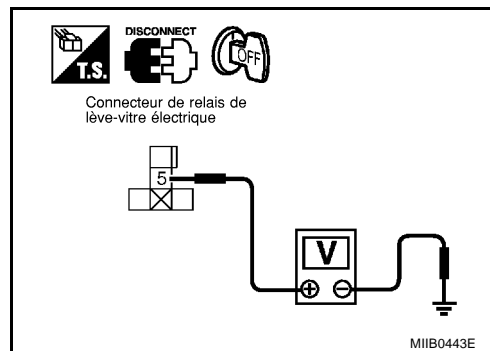 DISCONNECT
T.S.
OFF
Connecteur de relais de
lève-vitre électrique
5
V
+ −
MIIB0443E